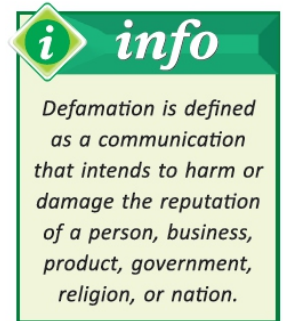 i info
Defamation is defined
as a communication
that intends to harm or
damage the reputation
of a person, business,
product, government,
religion, or nation.